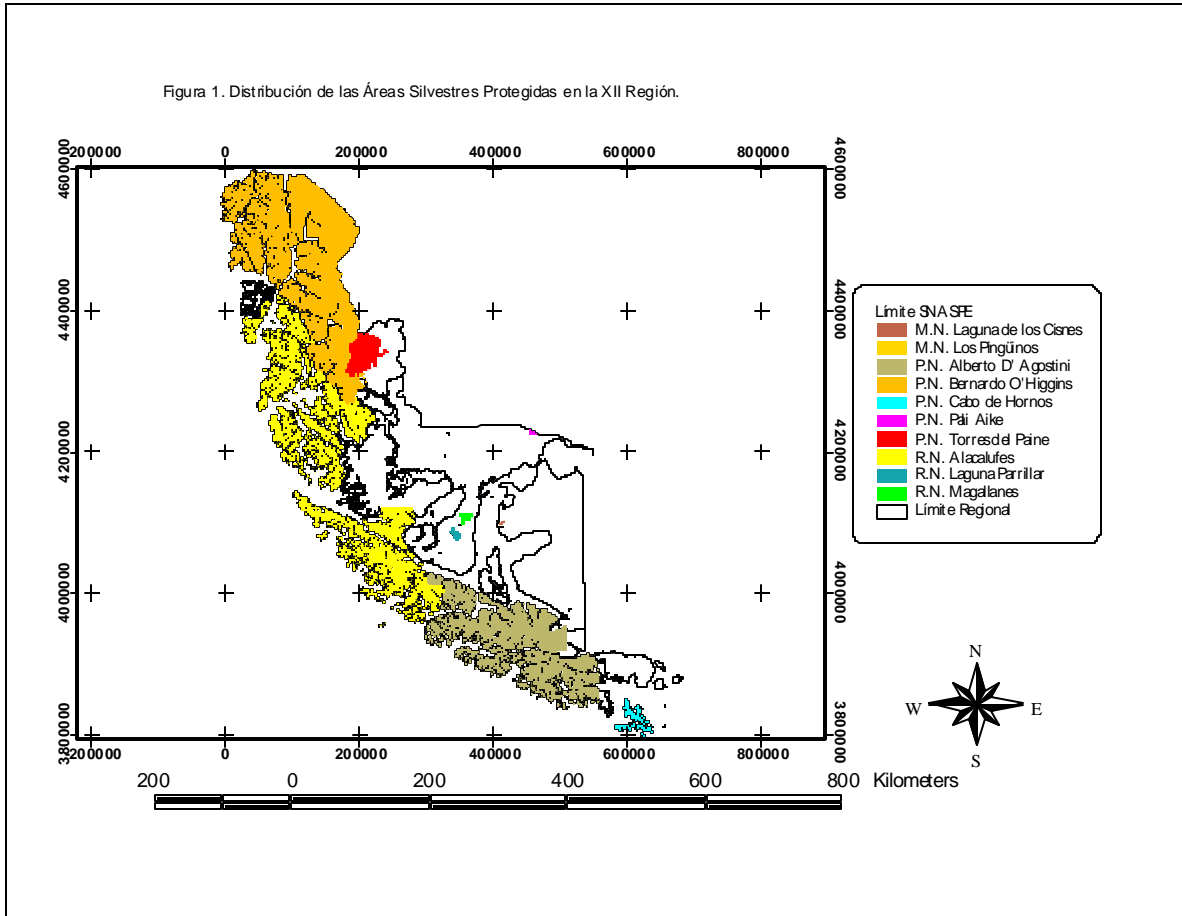 Figura 1. Distribución de las Áreas Silvestres Protegidas en la XII Región.
200000 0 200000 400000 600000 800000
4600000 4600000
4400000 4400000
4200000 4200000
4000000 4000000
3800000 3800000
200000 0 200000 400000 600000 800000
200 0 200 400 600 800 Kilometers
Límite SNASPE
M.N. Laguna de los Cisnes
M.N. Los Pingüinos
P.N. Alberto D' Agostini
P.N. Bernardo O'Higgins
P.N. Cabo de Hornos
P.N. Pali Aike
P.N. Torres del Paine
R.N. Alacalufes
R.N. Laguna Parrillar
R.N. Magallanes
Límite Regional
N
W E
S